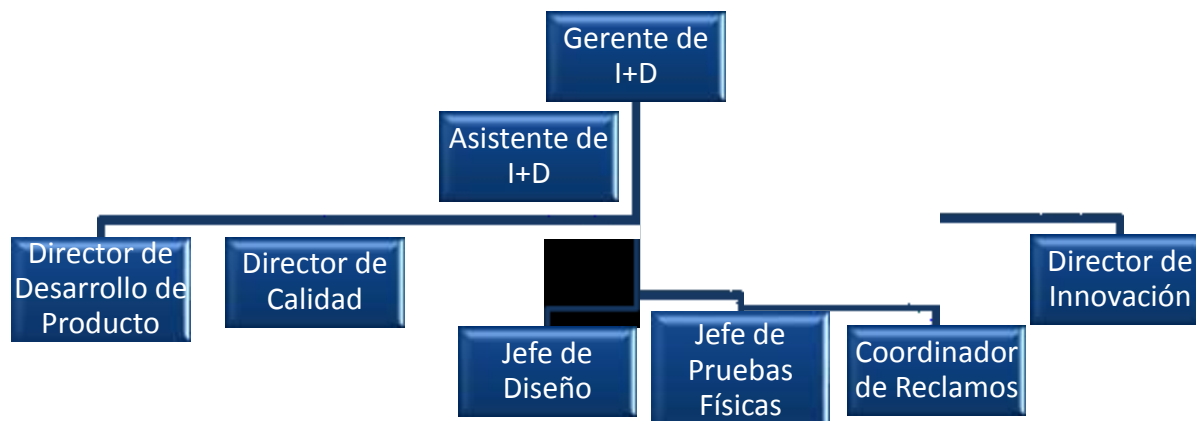 Gerente de
I+D
Asistente de
I+D
Director de
Desarrollo de
Producto
Director de
Calidad
Jefe de
Diseño
Jefe de
Pruebas
Físicas
Coordinador
de Reclamos
Director de
Innovación